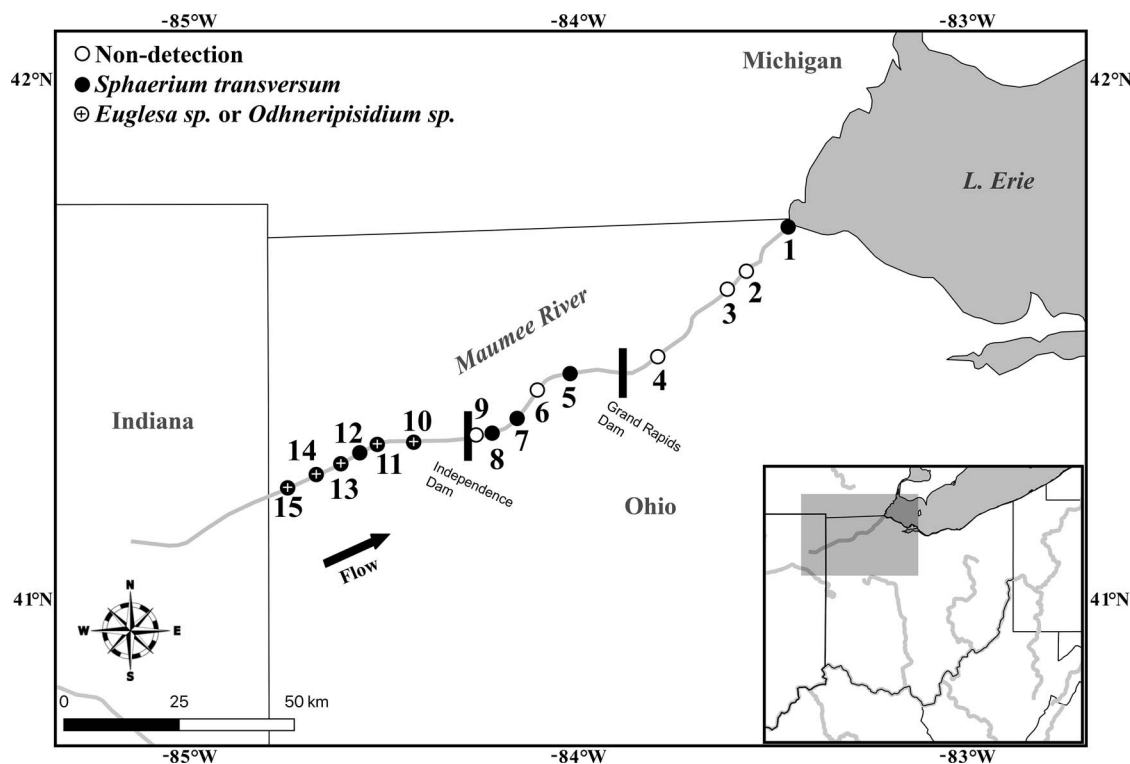 -85°W
-84°W
-83°W
42°N
42°N
Non-detection
Sphaerium transversum
Euglesa sp. or Odhneripisidium sp.
Michigan
L. Erie
1
2
3
Maumee River
4
5
6
Grand Rapids
Dam
Indiana
7
8
9
10
11
12
13
14
15
Independence
Dam
Ohio
Flow
41°N
41°N
N
W
E
S
0
25
50 km
-85°W
-84°W
-83°W